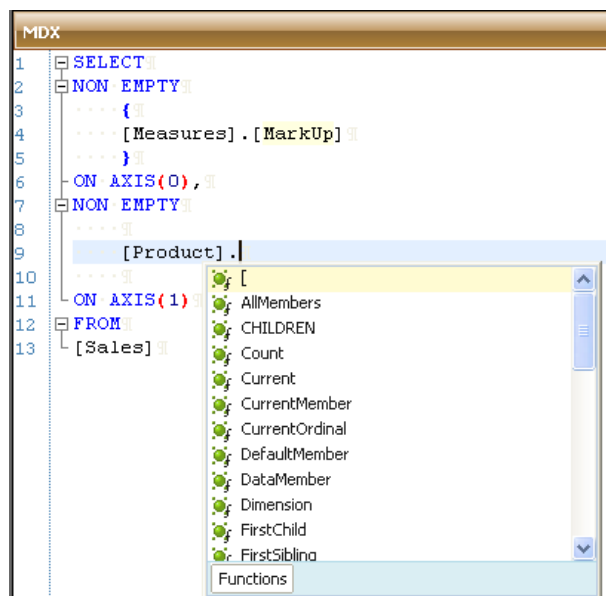 MDX
1 SELECT
2 NON EMPTY
3 {
4 [Measures].[MarkUp]
5 }
6 ON AXIS(0),
7 NON EMPTY
8
9 [Product].
10
11 ON AXIS(1)
12 FROM
13 [Sales]
[
AllMembers
CHILDREN
Count
Current
CurrentMember
CurrentOrdinal
DefaultMember
DataMember
Dimension
FirstChild
FirstSibling
Functions